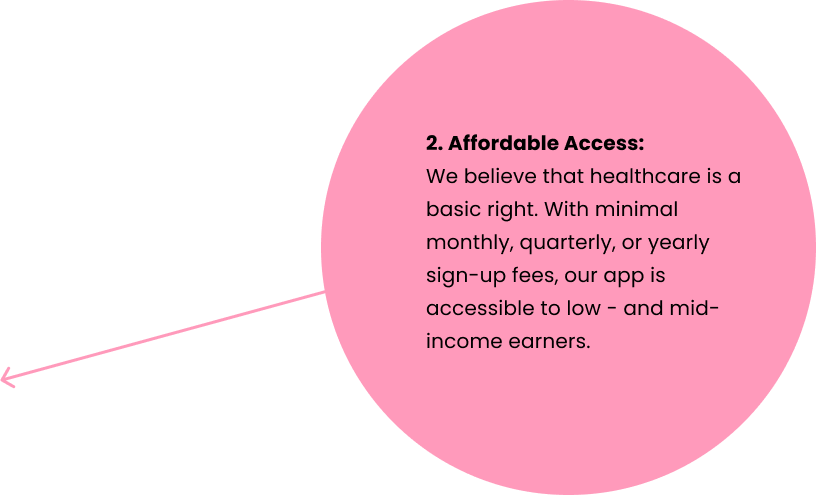 2. Affordable Access:
We believe that healthcare is a
basic right. With minimal
monthly, quarterly, or yearly
sign-up fees, our app is
accessible to low - and mid-
income earners.